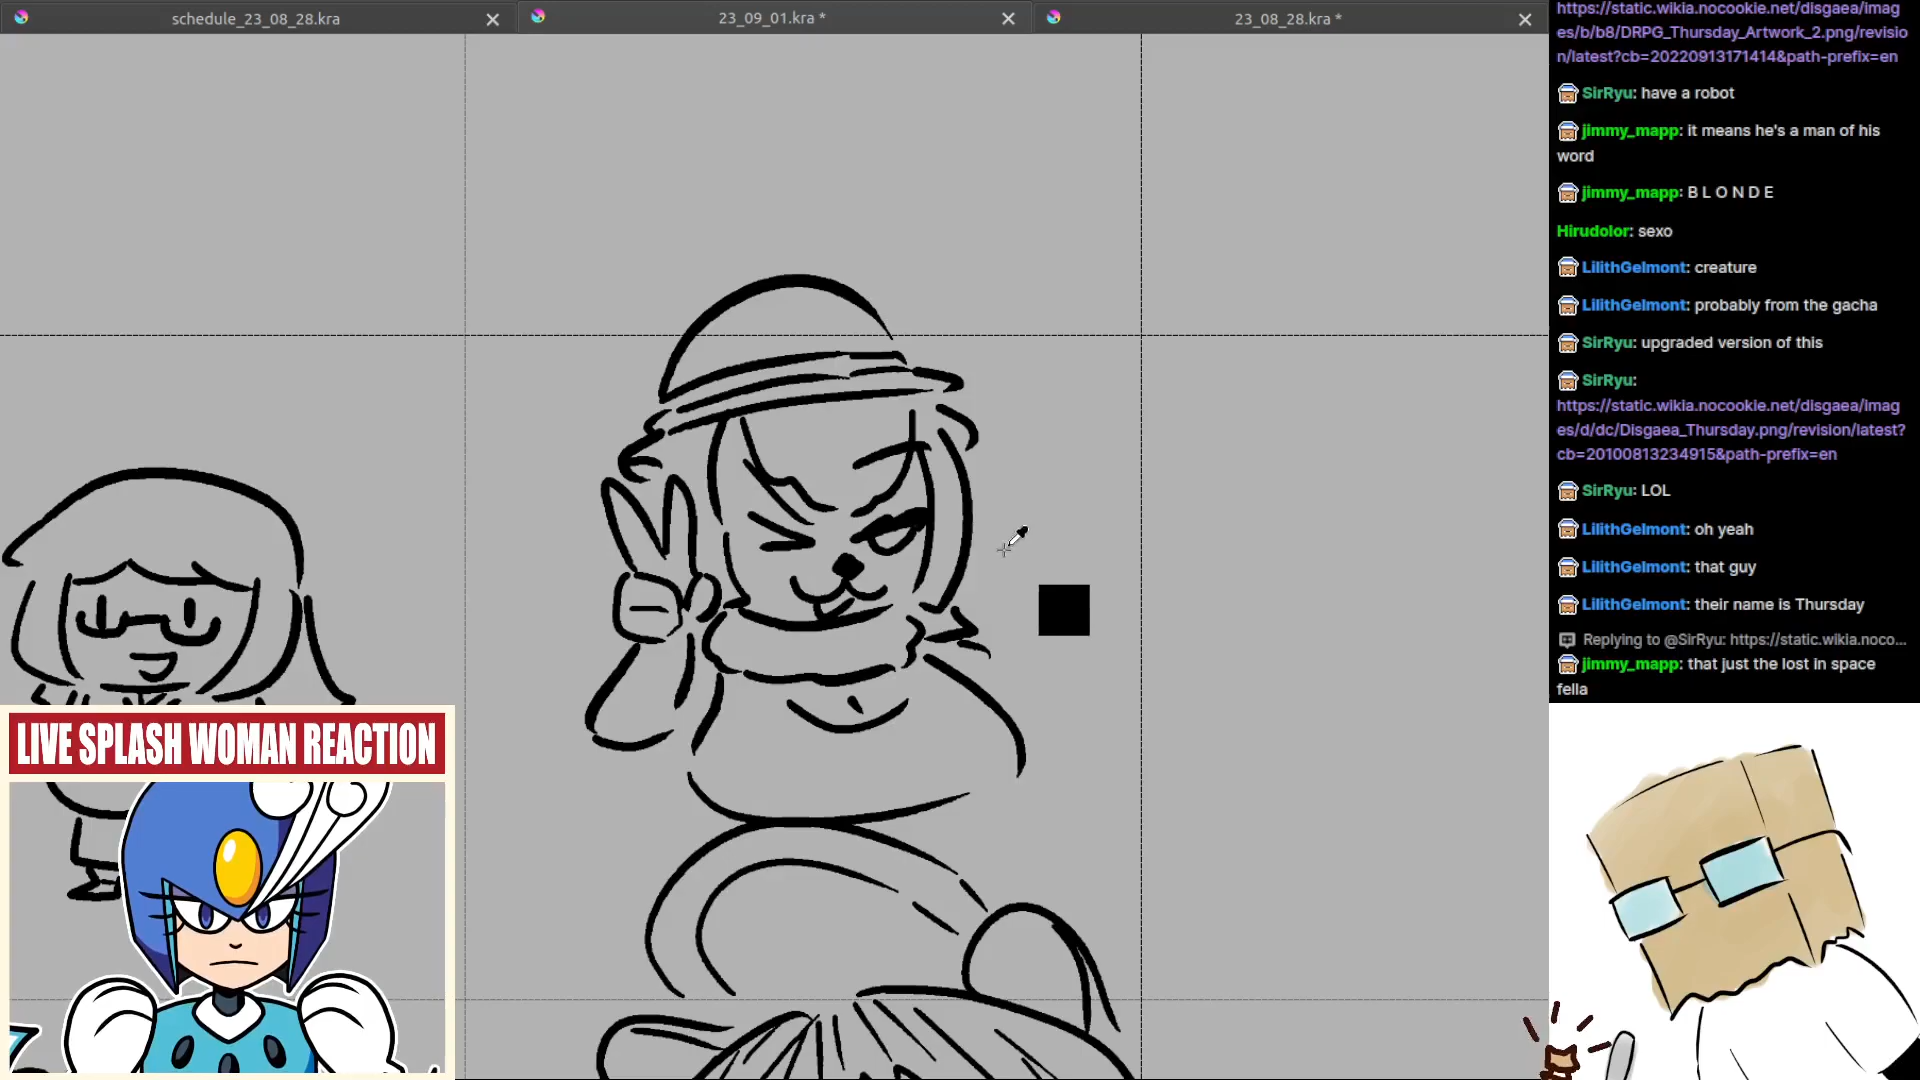 schedule_23_08_28.kra
23_09_01.kra *
23_08_28.kra *
https://static.wikia.nocookie.net/disgaea/imag
es/b/b8/DRPG_Thursday_Artwork_2.png/revisio
n/latest?cb=20220913171414&path-prefix=en
SirRyu: have a robot
jimmy_mapp: it means he's a man of his
word
jimmy_mapp: B L O N D E
Hirudolor: sexo
LilithGelmont: creature
LilithGelmont: probably from the gacha
SirRyu: upgraded version of this
SirRyu:
https://static.wikia.nocookie.net/disgaea/imag
es/d/dc/Disgaea_Thursday.png/revision/latest?
cb=20100813234915&path-prefix=en
SirRyu: LOL
LilithGelmont: oh yeah
LilithGelmont: that guy
LilithGelmont: their name is Thursday
Replying to @SirRyu: https://static.wikia.noco...
jimmy_mapp: that just the lost in space
fella
LIVE SPLASH WOMAN REACTION